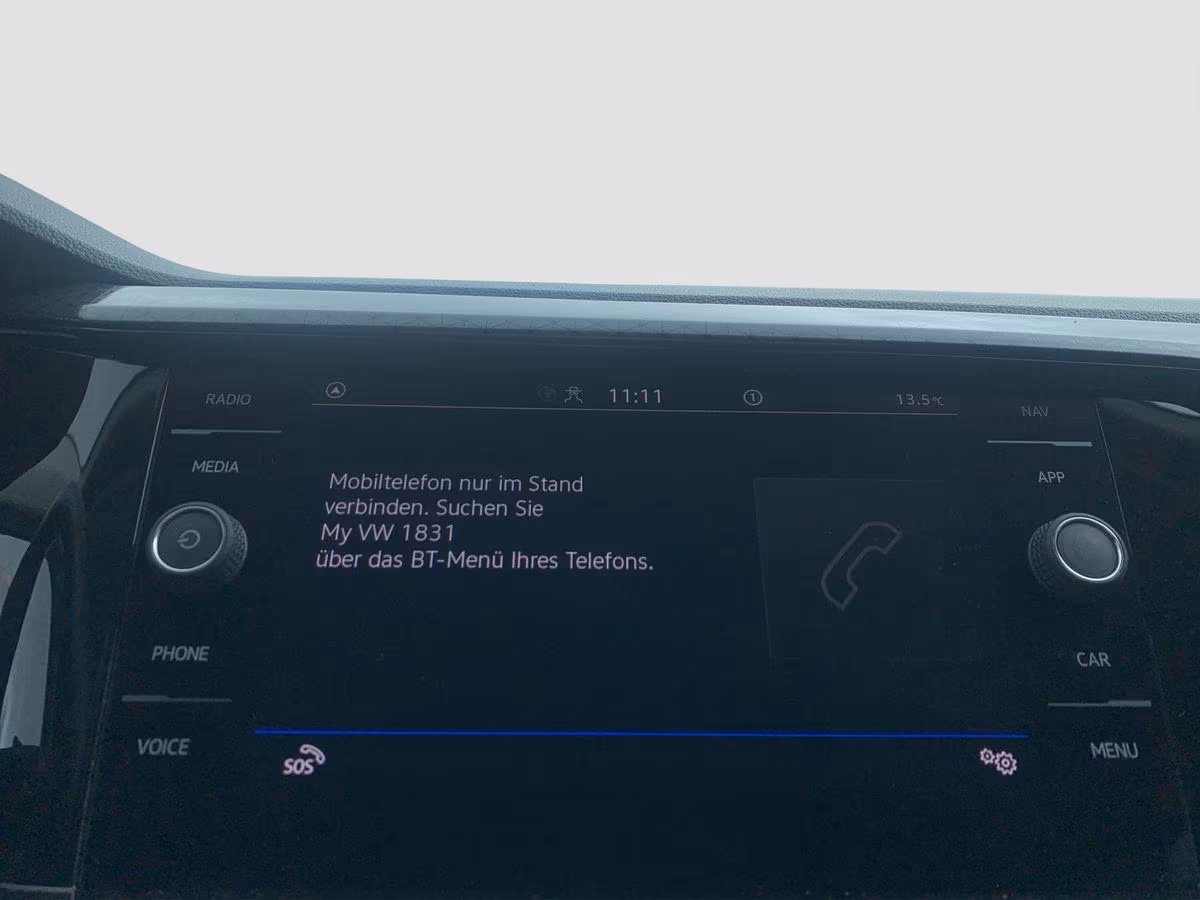 RADIO
11:11
1
13.5°C
NAV
MEDIA
APP
Mobiltelefon nur im Stand
verbinden. Suchen Sie
My VW 1831
über das BT-Menü Ihres Telefons.
PHONE
CAR
VOICE
SOS
MENU